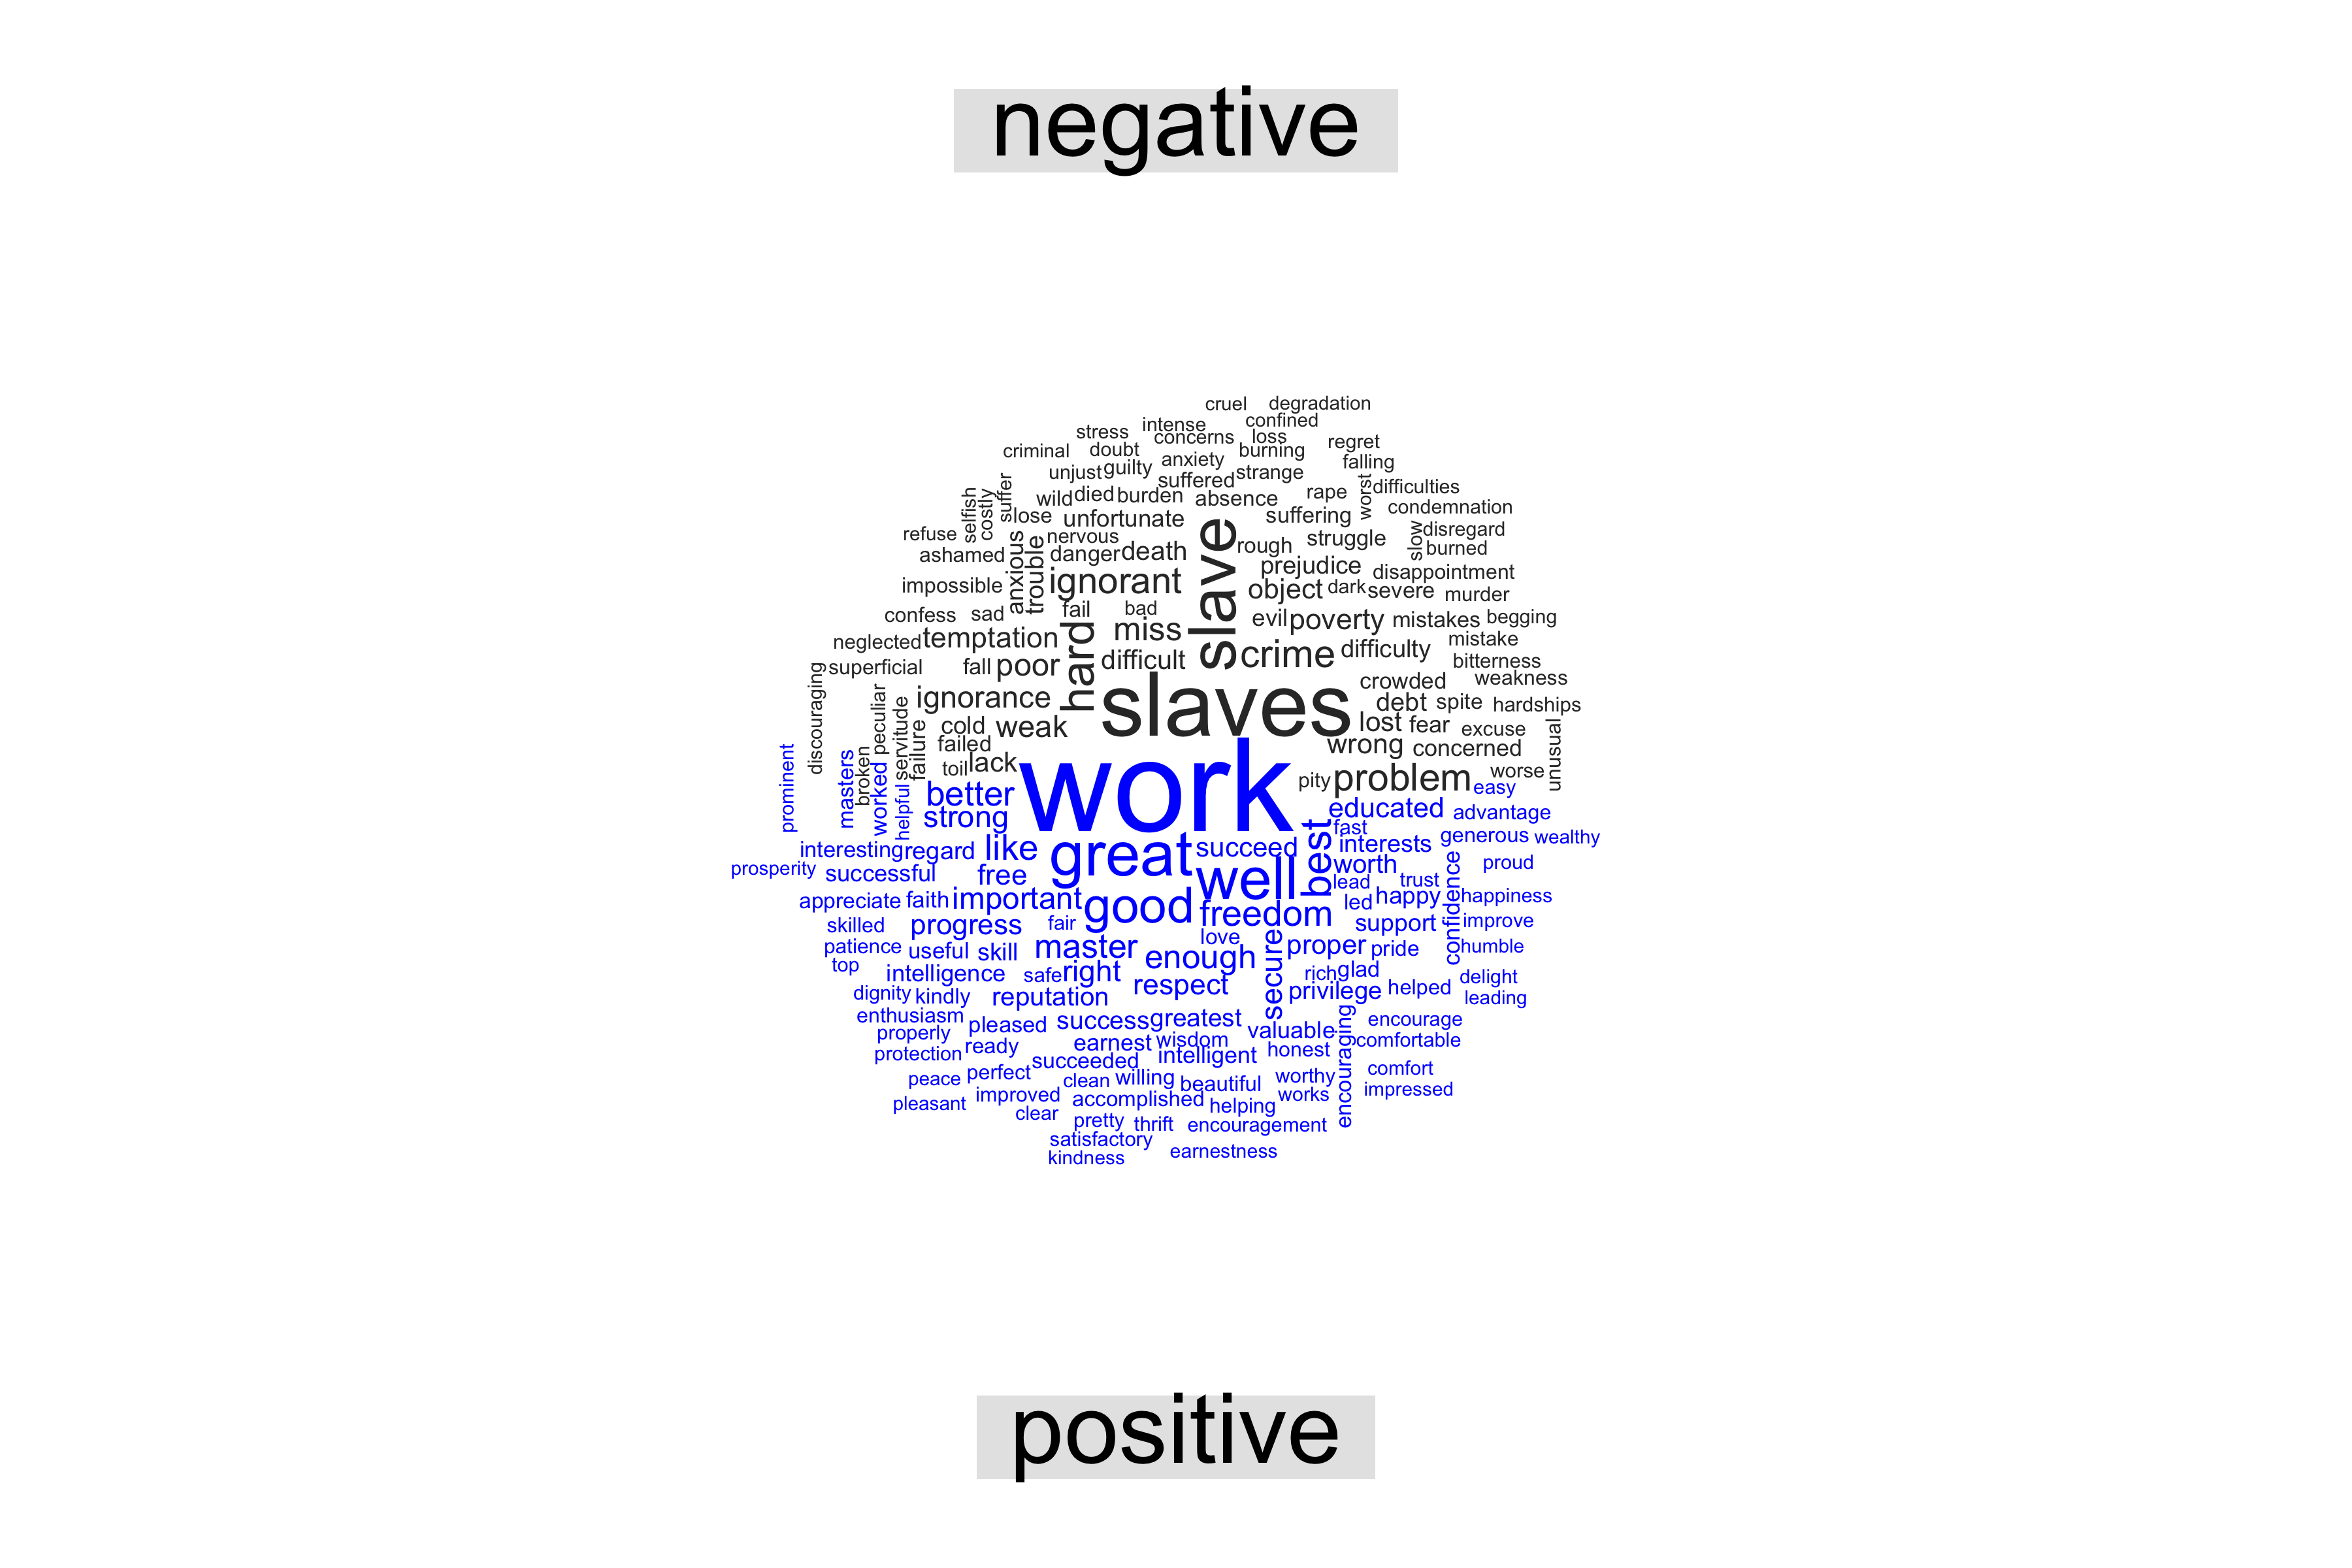 negative
cruel degradation
intense confined
stress concerns loss regret
criminal doubt anxiety burning falling
unjust guilty suffered strange
selfish costly suffer wild died burden absence rape worst difficulties
lose unfortunate suffering condemnation
refuse nervous slave rough struggle slow disregard
ashamed anxious trouble danger death prejudice burned
impossible ignorant object dark severe disappointment murder
confess sad fail bad evil poverty mistakes begging
neglected temptation hard miss crime difficulty mistake
superficial fall poor difficult bitterness
discouraging peculiar servitude ignorance slaves crowded weakness
cold weak debt spite hardships
failure failed lost fear excuse unusual
broken toil lack wrong concerned
pity problem worse
prominent masters worked helpful better work easy
strong educated advantage
interesting regard like great succeed best fast interests generous wealthy
prosperity successful free well worth confidence proud
appreciate faith important good lead trust led happy happiness
skilled progress fair freedom support improve
patience useful skill master love enough secure proper pride humble
top intelligence safe right rich glad delight
dignity kindly reputation respect privilege helped leading
enthusiasm pleased success greatest encouraging encourage
properly earnest wisdom valuable comfortable
protection ready succeeded intelligent honest
peace perfect clean willing beautiful worthy comfort
pleasant improved accomplished helping works impressed
clear pretty thrift encouragement
satisfactory earnestness
kindness
positive